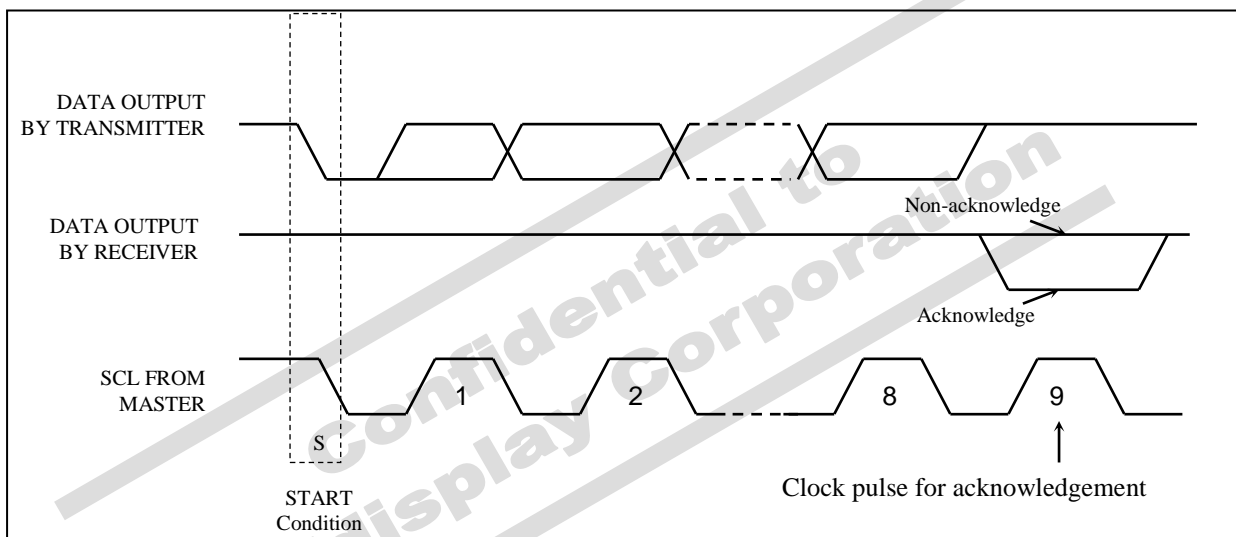 DATA OUTPUT
BY TRANSMITTER
DATA OUTPUT
BY RECEIVER
Non-acknowledge
Acknowledge
SCL FROM
MASTER
1
2
8
9
S
START
Condition
Clock pulse for acknowledgement
Confidential to
display Corporation